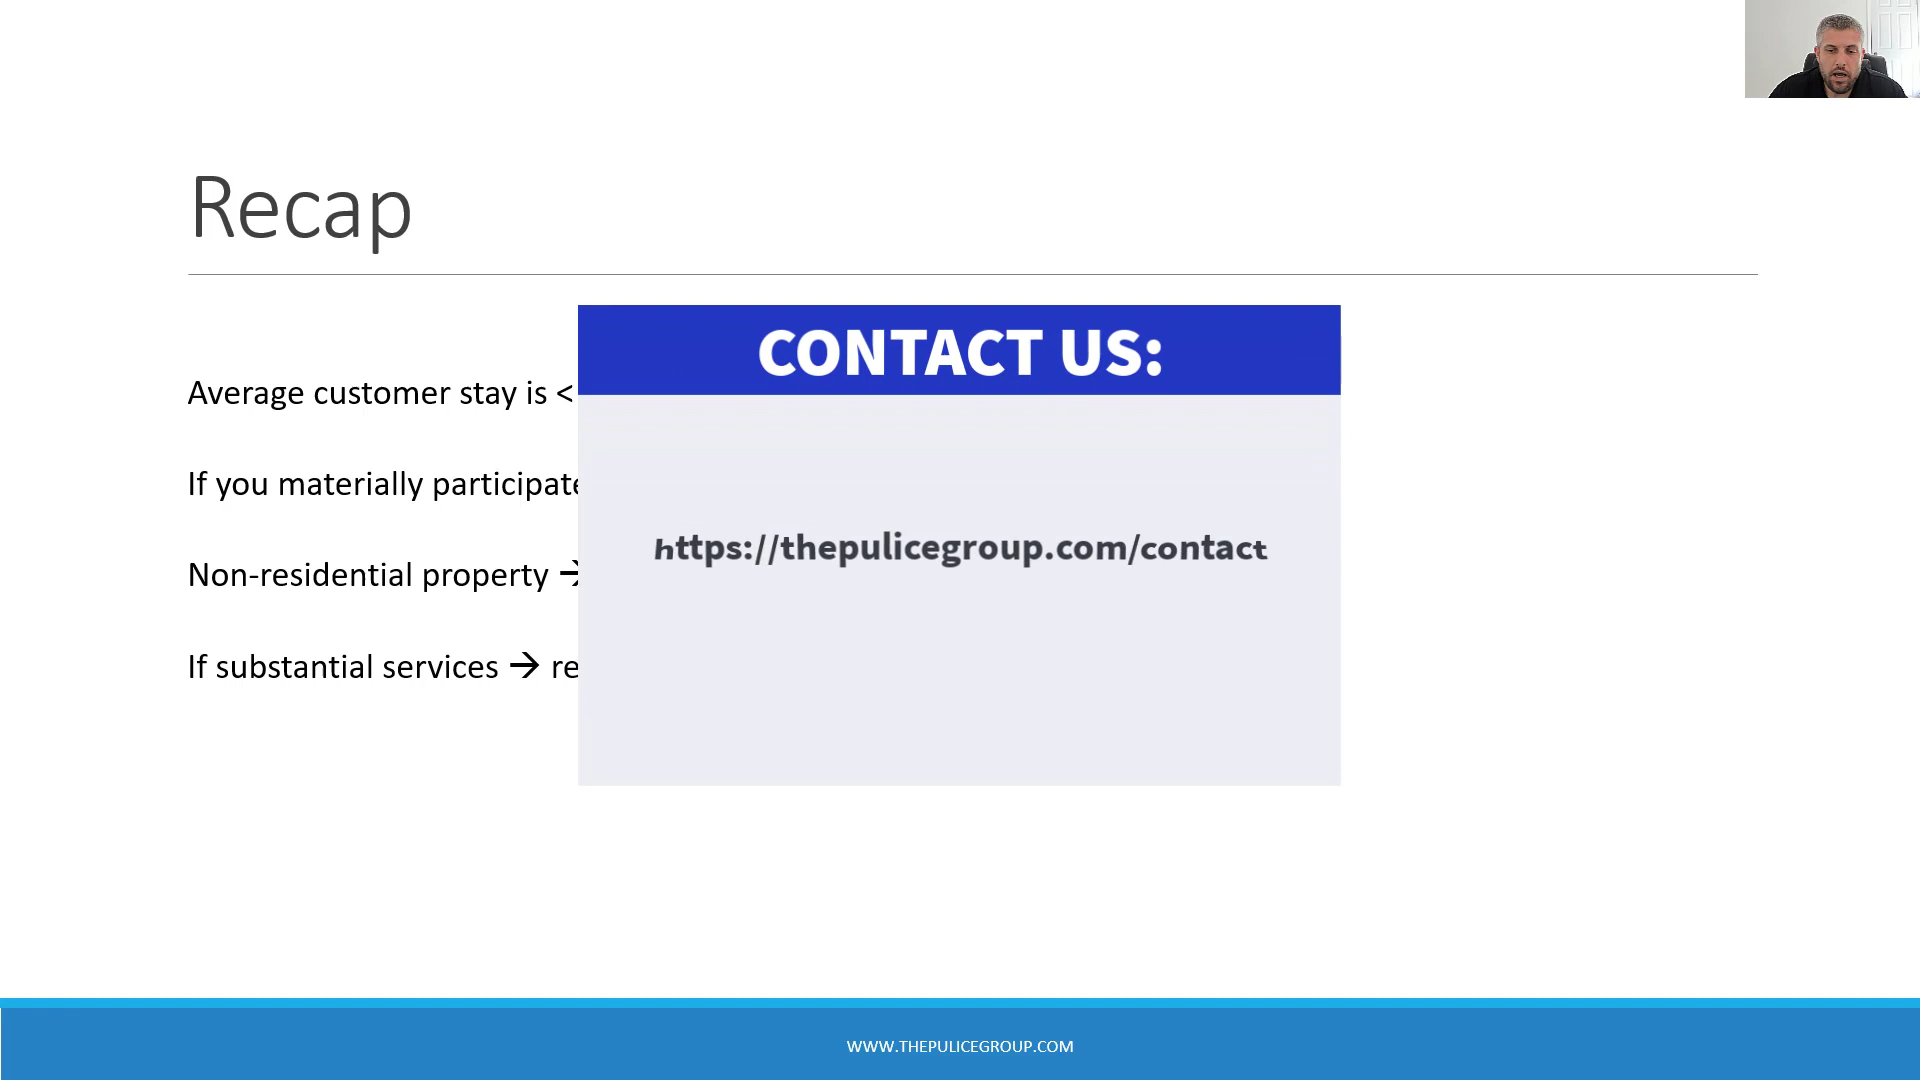 Recap
Average customer stay is <
If you materially participate
Non-residential property →
If substantial services → re
CONTACT US:
https://thepulicegroup.com/contact
WWW.THEPULICEGROUP.COM